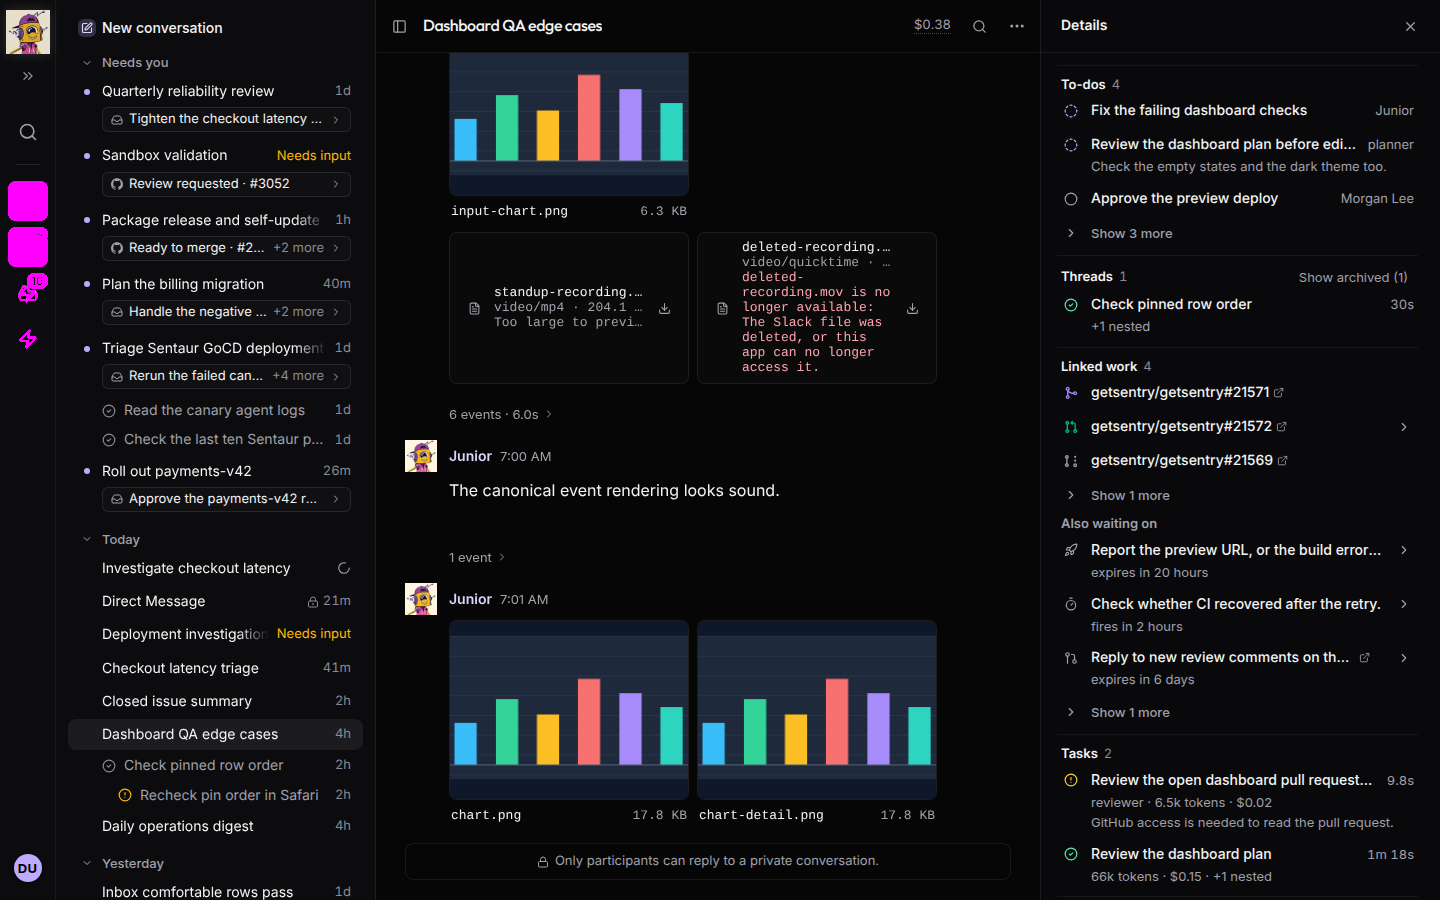 New conversation
Needs you
Quarterly reliability review 1d
Tighten the checkout latency ...
Sandbox validation Needs input
Review requested · #3052
Package release and self-update 1h
Ready to merge · #2... +2 more
Plan the billing migration 40m
Handle the negative ... +2 more
Triage Sentaur GoCD deployment 1d
Rerun the failed can... +4 more
Read the canary agent logs 1d
Check the last ten Sentaur p... 1d
Roll out payments-v42 26m
Approve the payments-v42 r...
Today
Investigate checkout latency
Direct Message 21m
Deployment investigation Needs input
Checkout latency triage 41m
Closed issue summary 2h
Dashboard QA edge cases 4h
Check pinned row order 2h
Recheck pin order in Safari 2h
Daily operations digest 4h
Yesterday
Inbox comfortable rows pass 1d
DU
Dashboard QA edge cases $0.38
input-chart.png 6.3 KB
standup-recording.…
video/mp4 · 204.1 …
Too large to previ…
deleted-recording.…
video/quicktime · …
deleted-
recording.mov is no
longer available:
The Slack file was
deleted, or this
app can no longer
access it.
6 events · 6.0s
Junior 7:00 AM
The canonical event rendering looks sound.
1 event
Junior 7:01 AM
chart.png 17.8 KB
chart-detail.png 17.8 KB
Only participants can reply to a private conversation.
Details
To-dos 4
Fix the failing dashboard checks Junior
Review the dashboard plan before edi... planner
Check the empty states and the dark theme too.
Approve the preview deploy Morgan Lee
Show 3 more
Threads 1 Show archived (1)
Check pinned row order 30s
+1 nested
Linked work 4
getsentry/getsentry#21571
getsentry/getsentry#21572
getsentry/getsentry#21569
Show 1 more
Also waiting on
Report the preview URL, or the build error...
expires in 20 hours
Check whether CI recovered after the retry.
fires in 2 hours
Reply to new review comments on th...
expires in 6 days
Show 1 more
Tasks 2
Review the open dashboard pull request... 9.8s
reviewer · 6.5k tokens · $0.02
GitHub access is needed to read the pull request.
Review the dashboard plan 1m 18s
66k tokens · $0.15 · +1 nested